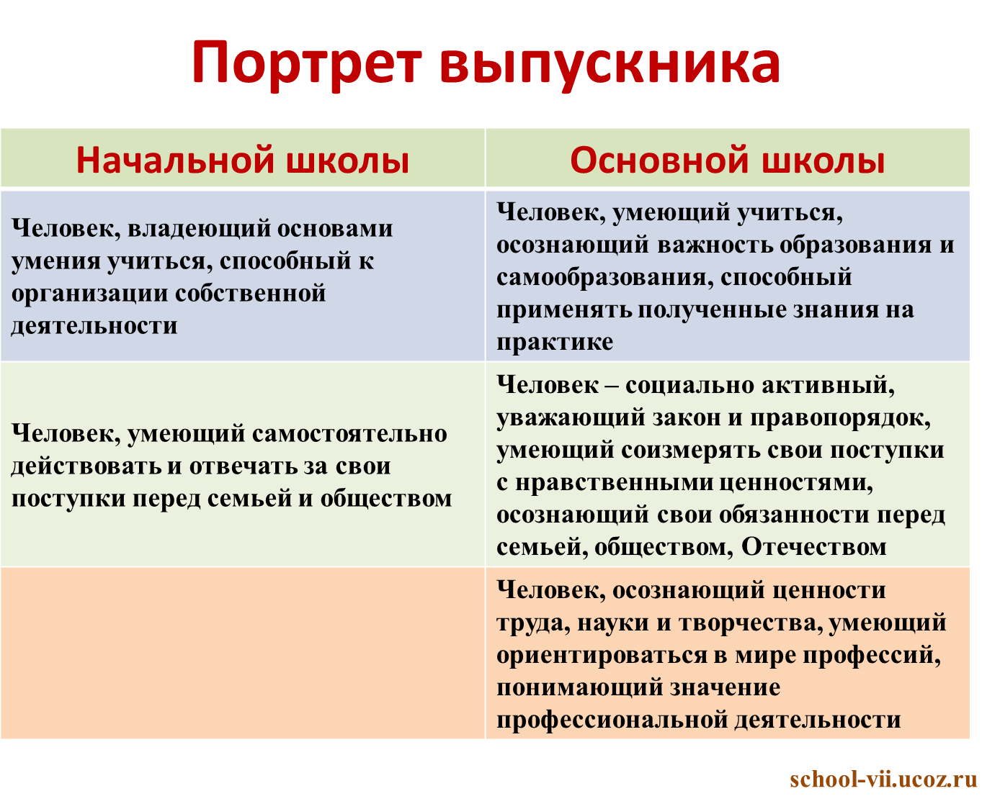 Портрет выпускника
Начальной школы
Основной школы
Человек, владеющий основами
умения учиться, способный к
организации собственной
деятельности
Человек, умеющий учиться,
осознающий важность образования и
самообразования, способный
применять полученные знания на
практике
Человек, умеющий самостоятельно
действовать и отвечать за свои
поступки перед семьей и обществом
Человек – социально активный,
уважающий закон и правопорядок,
умеющий соизмерять свои поступки
с нравственными ценностями,
осознающий свои обязанности перед
семьей, обществом, Отечеством
Человек, осознающий ценности
труда, науки и творчества, умеющий
ориентироваться в мире профессий,
понимающий значение
профессиональной деятельности
school-vii.ucoz.ru